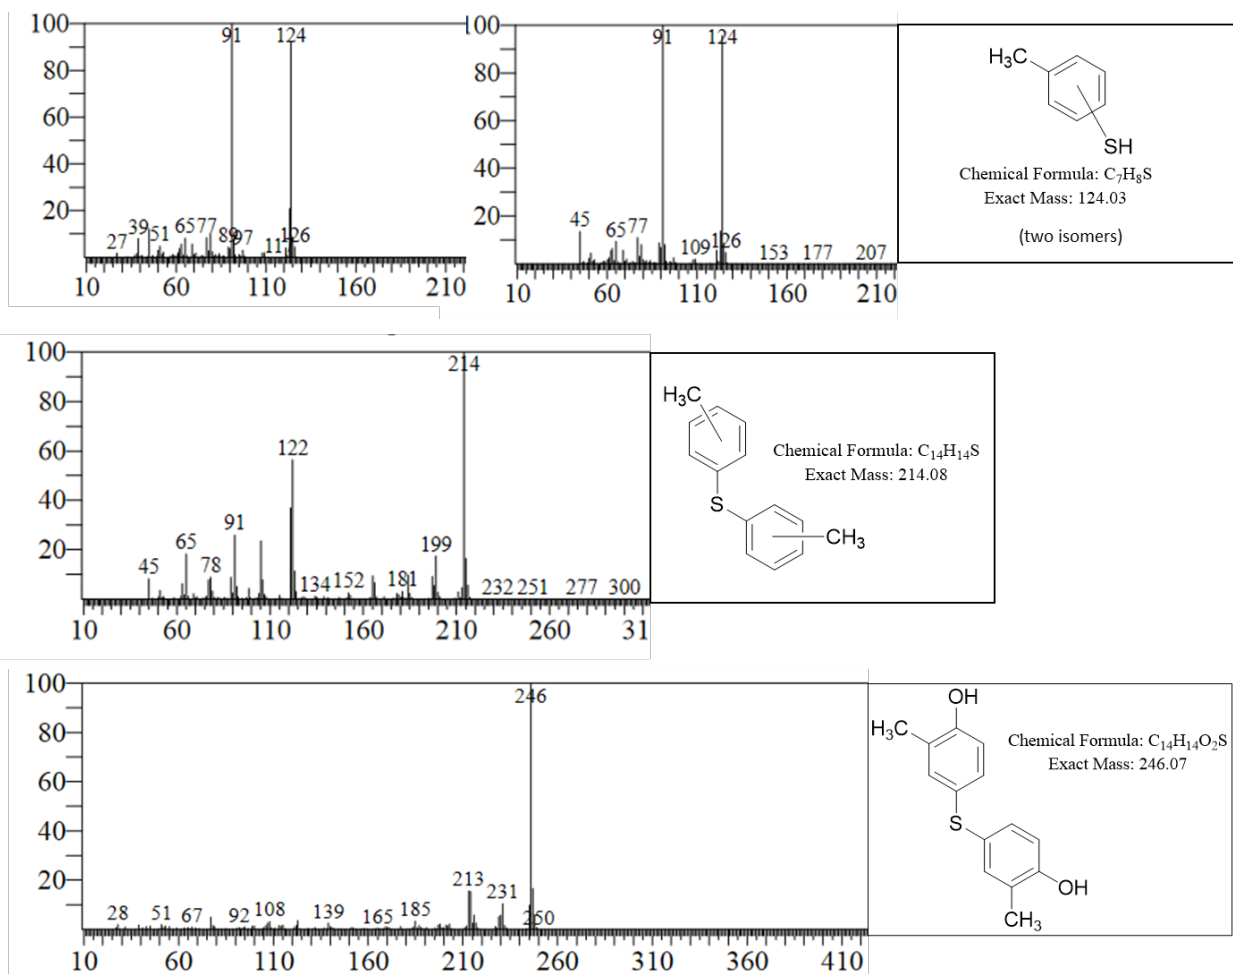 100 80 60 40 20
91 124
27 39 51 65 77 89 97 11 126
10 60 110 160 210
100 80 60 40 20
91 124
45 65 77 109 126 153 177 207
10 60 110 160 210
H₃C
SH
Chemical Formula: C₇H₈S
Exact Mass: 124.03
(two isomers)
100 80 60 40 20
214
122
91
65
45 78 134 152 181 199 232 251 277 300
10 60 110 160 210 260 31
H₃C
S
CH₃
Chemical Formula: C₁₄H₁₄S
Exact Mass: 214.08
100 80 60 40 20
246
28 51 67 92 108 139 165 185 213 231 260
10 60 110 160 210 260 310 360 410
OH
H₃C
S
OH
CH₃
Chemical Formula: C₁₄H₁₄O₂S
Exact Mass: 246.07